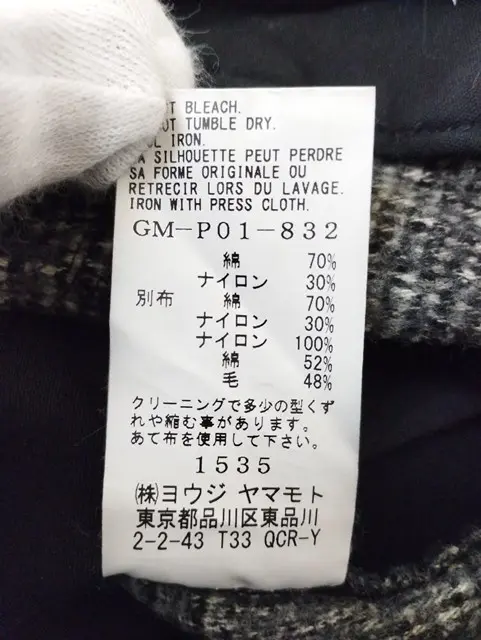 BLEACH.
TUMBLE DRY.
IRON.
SILHOUETTE PEUT PERDRE
SA FORME ORIGINALE OU
RETRECIR LORS DU LAVAGE.
IRON WITH PRESS CLOTH.
GM-P01-832
綿 70%
ナイロン 30%
別布 綿 70%
ナイロン 30%
ナイロン 100%
綿 52%
毛 48%
クリーニングで多少の型くず
れや縮む事があります。
あて布を使用して下さい。
1535
㈱ヨウジ ヤマモト
東京都品川区東品川
2-2-43 T33 QCR-Y